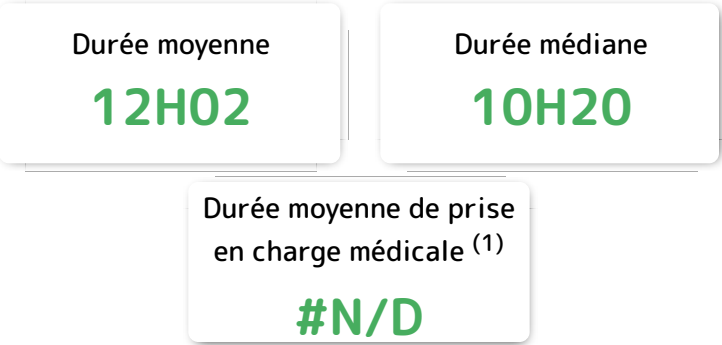 Durée moyenne
12H02
Durée médiane
10H20
Durée moyenne de prise
en charge médicale (1)
#N/D